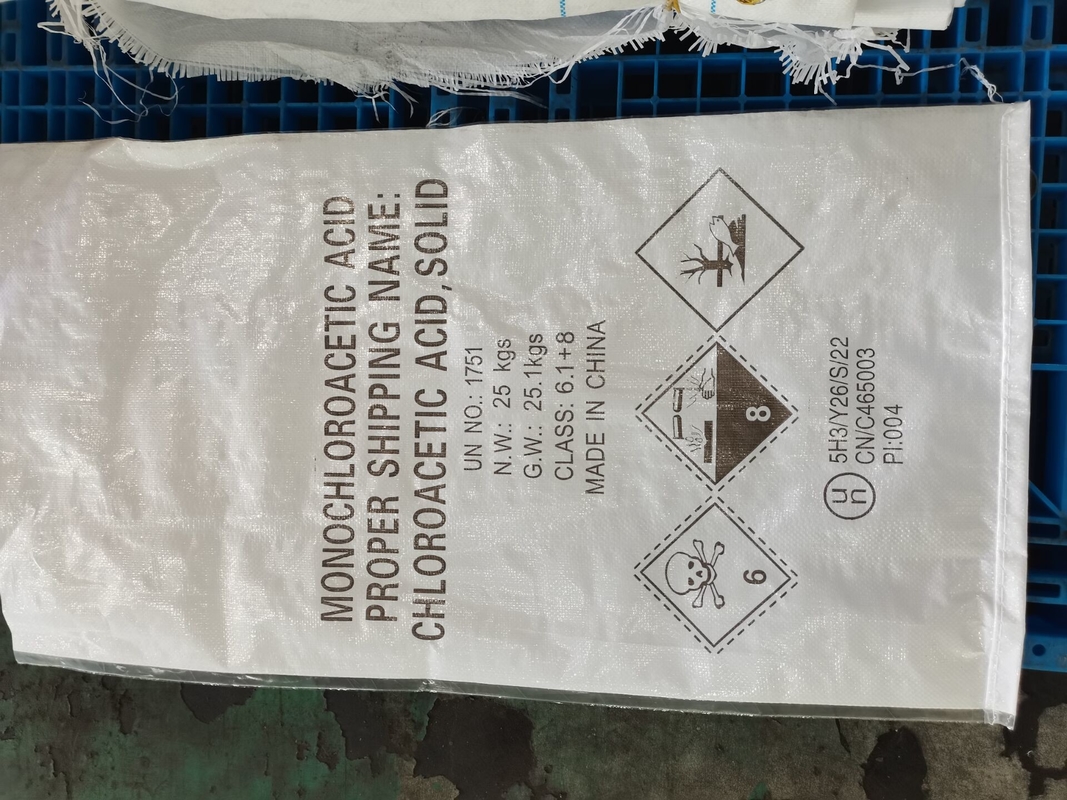 MONOCHLOROACETIC ACID
PROPER SHIPPING NAME:
CHLOROACETIC ACID,SOLID
UN NO.: 1751
N.W.: 25 kgs
G.W.: 25.1kgs
CLASS: 6.1+8
MADE IN CHINA
6
8
un 5H3/Y26/S/22
CN/C465003
PI:004